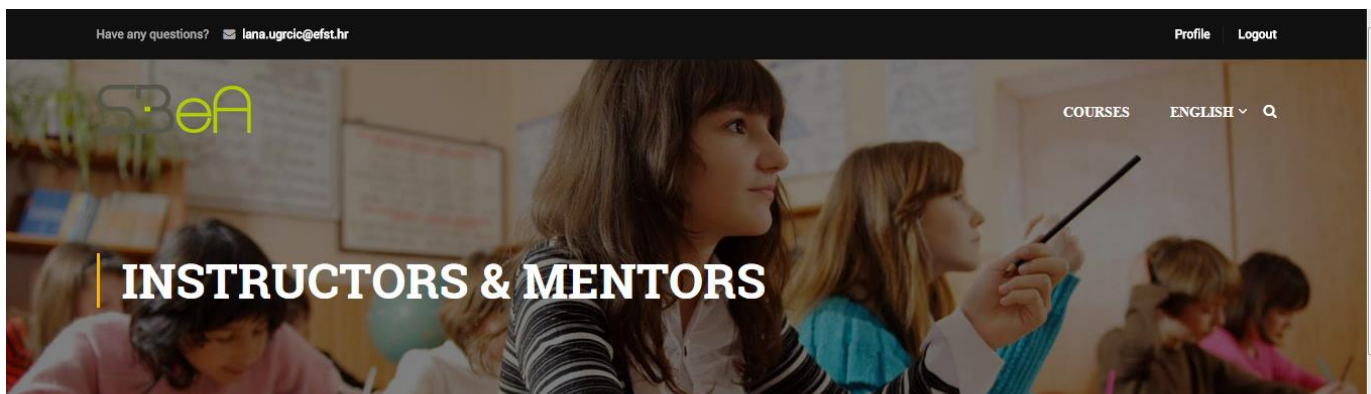 Have any questions? lana.ugrcic@efst.hr
Profile Logout
SBeA
COURSES ENGLISH
INSTRUCTORS & MENTORS